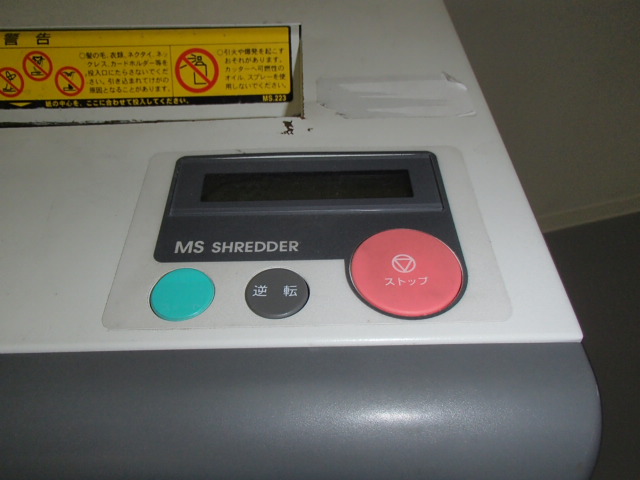 警告
○髪の毛、衣類、ネクタイ、ネッ
クレス、カードホルダー等を
投入口にたらさないでくだ
さい。引き込まれてけがの
原因となることがあります。
○引火や爆発を起こす
おそれがあります。
カッターへ可燃性の
オイル、スプレーを使
用しないでください。
▲紙の中心を、ここに合わせて投入してください。
MS.223
MS SHREDDER
逆転
ストップ